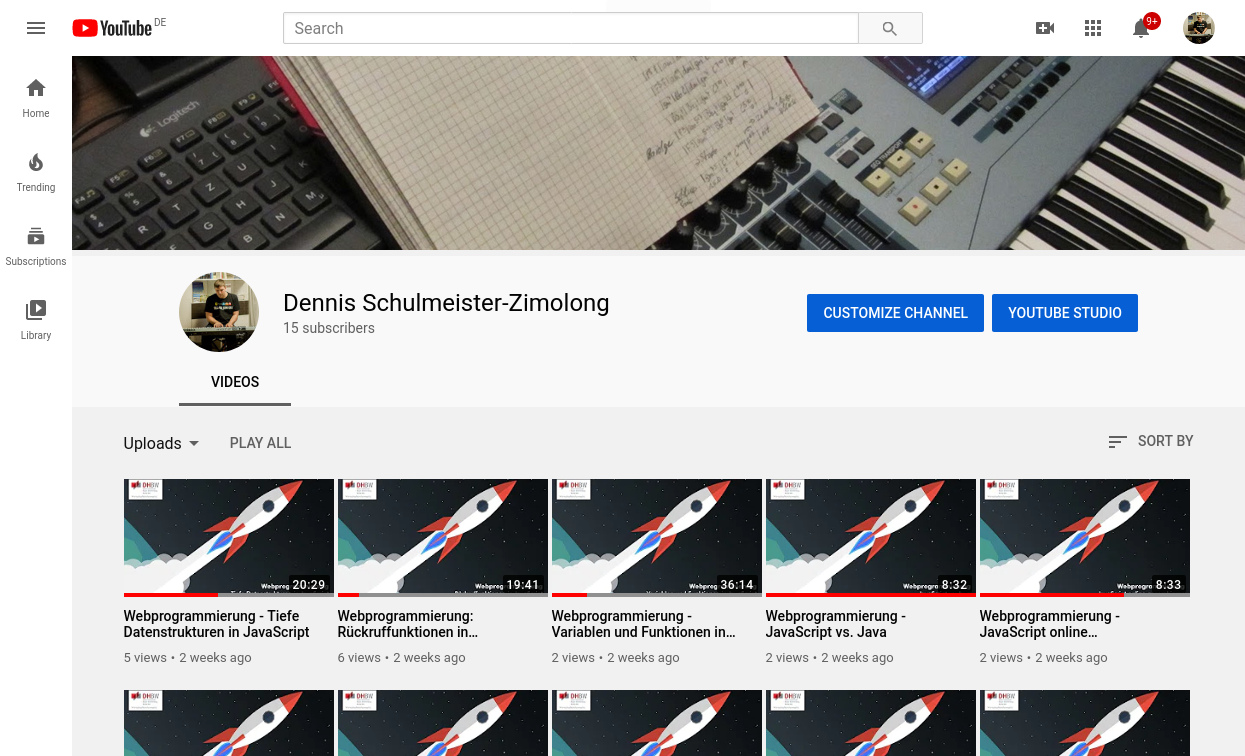 YouTube DE
Search
9+
Home
Trending
Subscriptions
Library
Logitech
Dennis Schulmeister-Zimolong
15 subscribers
CUSTOMIZE CHANNEL
YOUTUBE STUDIO
VIDEOS
Uploads
PLAY ALL
SORT BY
DHBW
20:29
Webprogrammierung - Tiefe
Datenstrukturen in JavaScript
5 views • 2 weeks ago
DHBW
19:41
Webprogrammierung:
Rückruffunktionen in...
6 views • 2 weeks ago
DHBW
36:14
Webprogrammierung -
Variablen und Funktionen in...
2 views • 2 weeks ago
DHBW
8:32
Webprogrammierung -
JavaScript vs. Java
2 views • 2 weeks ago
DHBW
8:33
Webprogrammierung -
JavaScript online...
2 views • 2 weeks ago
DHBW
DHBW
DHBW
DHBW
DHBW